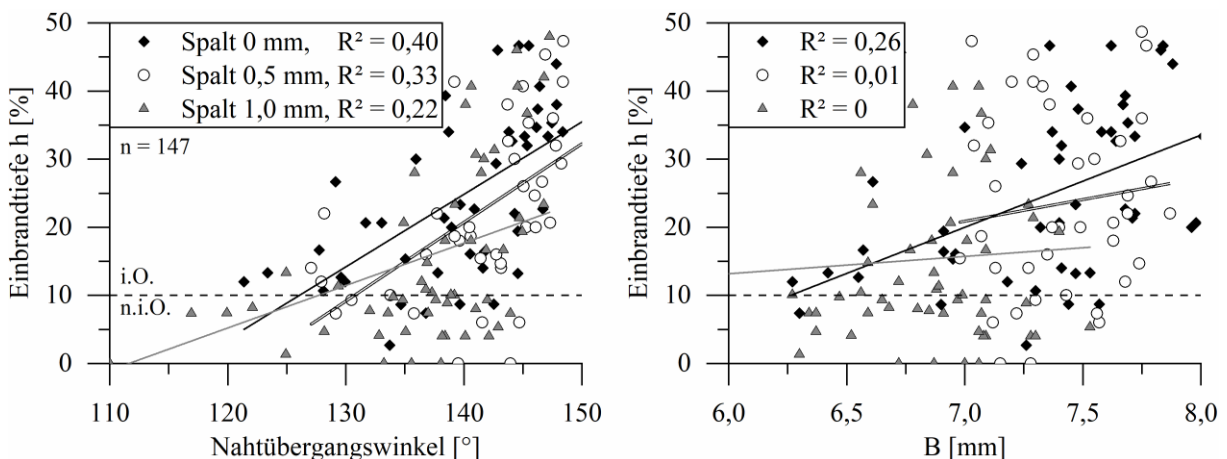 50
40
30
20
10
0
Einbrandtiefe h [%]
Spalt 0 mm, R² = 0,40
Spalt 0,5 mm, R² = 0,33
Spalt 1,0 mm, R² = 0,22
n = 147
i.O.
n.i.O.
110 120 130 140 150
Nahtübergangswinkel [°]
50
40
30
20
10
0
Einbrandtiefe h [%]
R² = 0,26
R² = 0,01
R² = 0
6,0 6,5 7,0 7,5 8,0
B [mm]